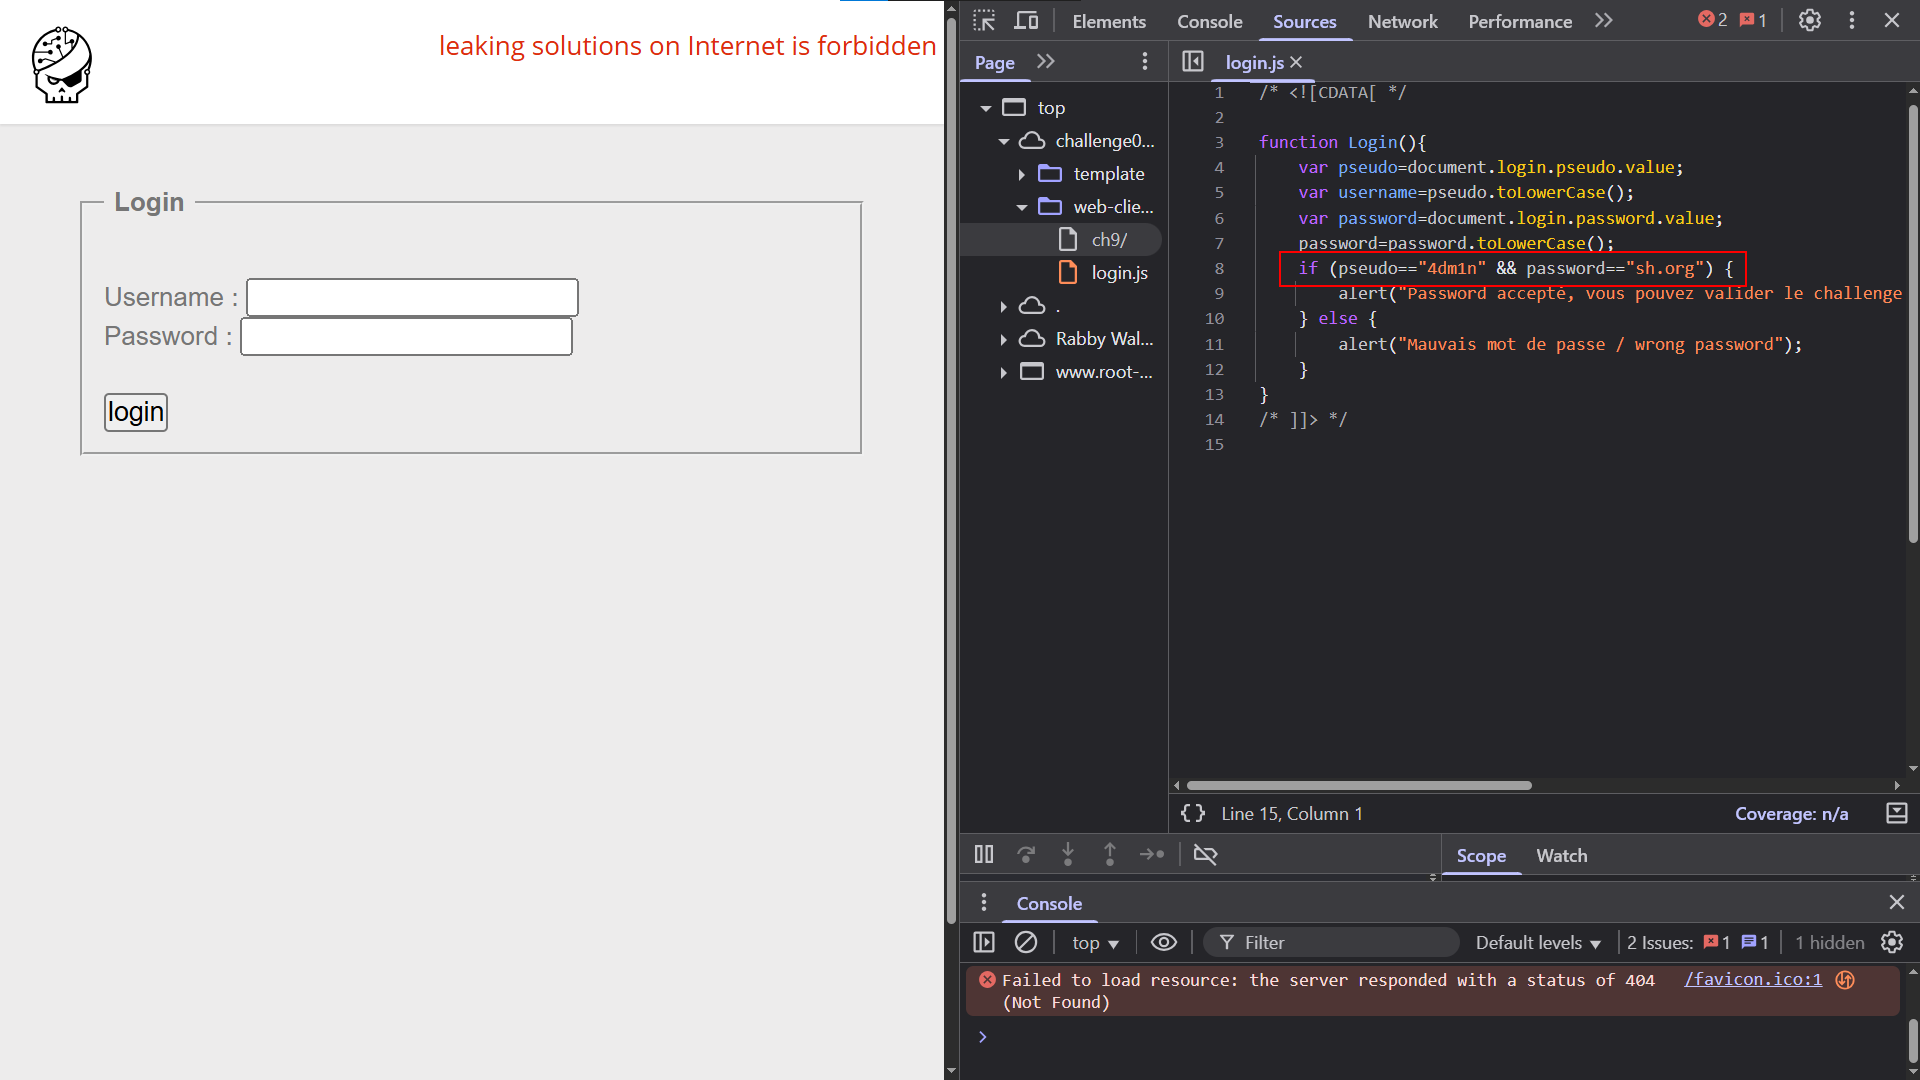 leaking solutions on Internet is forbidden
Login
Username :
Password :
login
Elements Console Sources Network Performance 2 1
Page
login.js
top
challenge0...
template
web-clie...
ch9/
login.js
.
Rabby Wal...
www.root-...
1 /* <![CDATA[ */
2
3 function Login(){
4 var pseudo=document.login.pseudo.value;
5 var username=pseudo.toLowerCase();
6 var password=document.login.password.value;
7 password=password.toLowerCase();
8 if (pseudo=="4dm1n" && password=="sh.org") {
9 alert("Password accepté, vous pouvez valider le challenge
10 } else {
11 alert("Mauvais mot de passe / wrong password");
12 }
13 }
14 /* ]]> */
15
{} Line 15, Column 1 Coverage: n/a
Scope Watch
Console
top Filter Default levels 2 Issues: 1 1 1 hidden
Failed to load resource: the server responded with a status of 404 /favicon.ico:1
(Not Found)